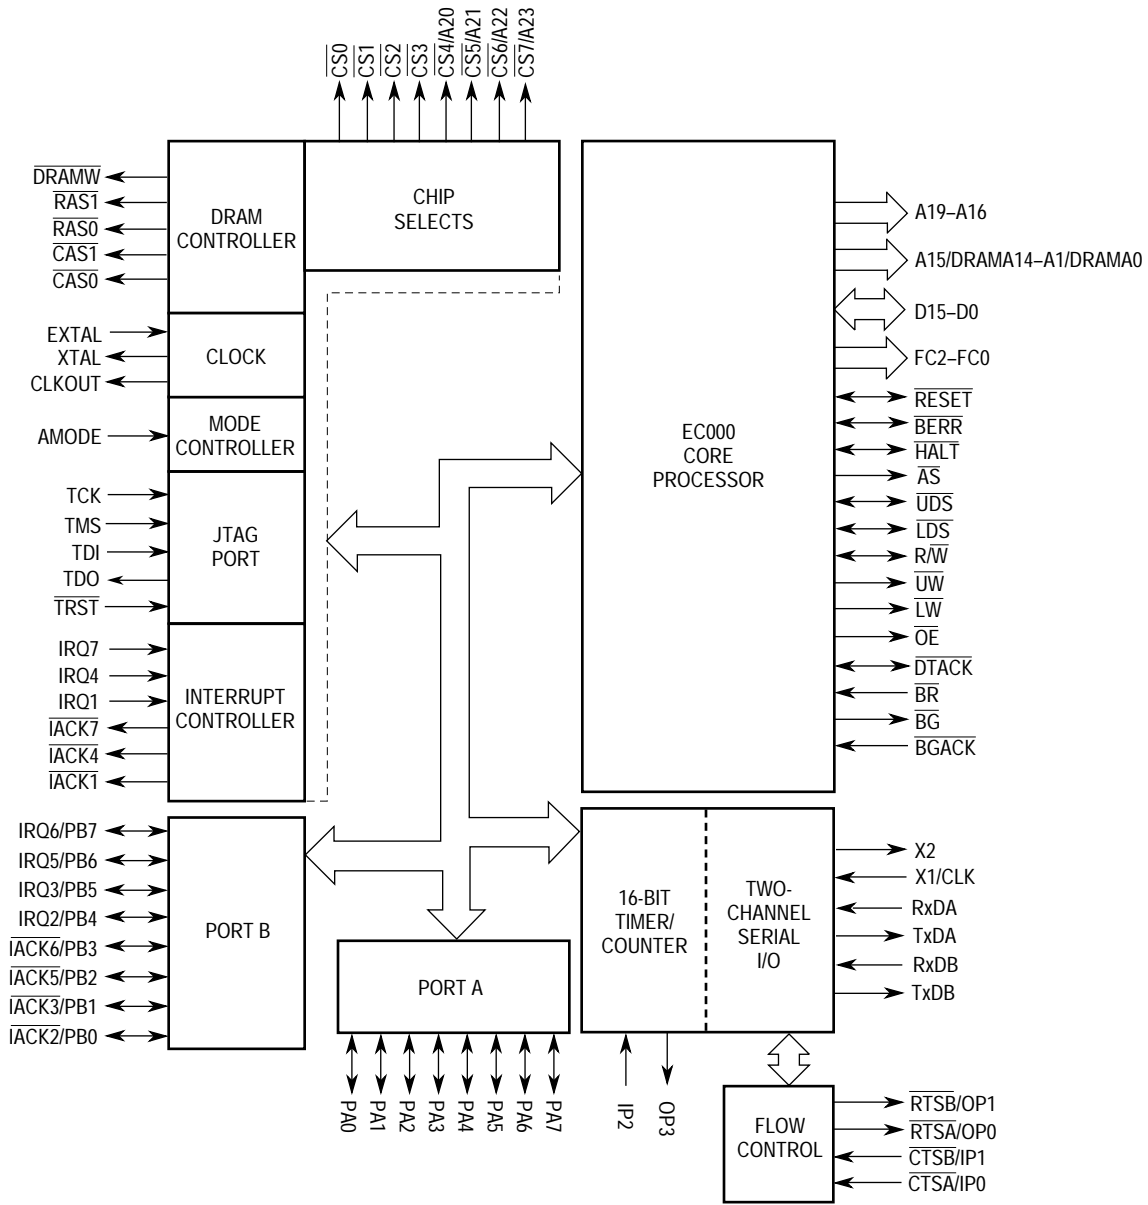 CS0
CS1
CS2
CS3
CS4/A20
CS5/A21
CS6/A22
CS7/A23
DRAMW
RAS1
RAS0
CAS1
CAS0
DRAM
CONTROLLER
CHIP
SELECTS
EXTAL
XTAL
CLKOUT
CLOCK
AMODE
MODE
CONTROLLER
TCK
TMS
TDI
TDO
TRST
JTAG
PORT
IRQ7
IRQ4
IRQ1
IACK7
IACK4
IACK1
INTERRUPT
CONTROLLER
EC000
CORE
PROCESSOR
A19–A16
A15/DRAMA14–A1/DRAMA0
D15–D0
FC2–FC0
RESET
BERR
HALT
AS
UDS
LDS
R/W
UW
LW
OE
DTACK
BR
BG
BGACK
IRQ6/PB7
IRQ5/PB6
IRQ3/PB5
IRQ2/PB4
IACK6/PB3
IACK5/PB2
IACK3/PB1
IACK2/PB0
PORT B
PORT A
PA0
PA1
PA2
PA3
PA4
PA5
PA6
PA7
16-BIT
TIMER/
COUNTER
TWO-
CHANNEL
SERIAL
I/O
X2
X1/CLK
RxDA
TxDA
RxDB
TxDB
IP2
OP3
FLOW
CONTROL
RTSB/OP1
RTSA/OP0
CTSB/IP1
CTSA/IP0